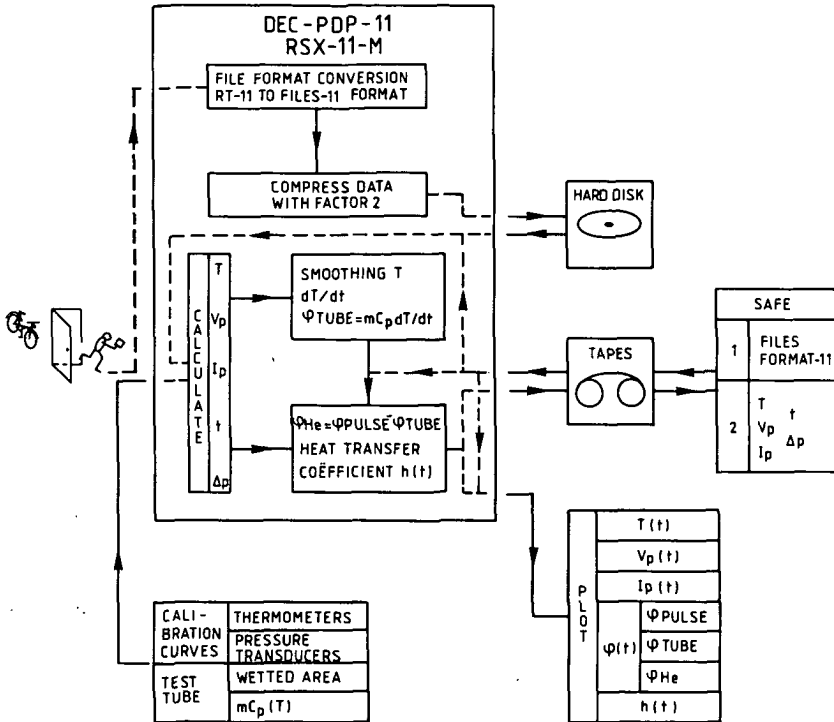 DEC-PDP-11
RSX-11-M
FILE FORMAT CONVERSION
RT-11 TO FILES-11 FORMAT
COMPRESS DATA
WITH FACTOR 2
HARD DISK
CALCULATE
T
Vp
Ip
t
Δp
SMOOTHING T
dT/dt
φTUBE=mCp dT/dt
φHe=φPULSE-φTUBE
HEAT TRANSFER
COËFFICIENT h(t)
TAPES
SAFE
1
FILES
FORMAT-11
2
T
t
Vp
Δp
Ip
CALI-
BRATION
CURVES
THERMOMETERS
PRESSURE
TRANSDUCERS
TEST
TUBE
WETTED AREA
mCp(T)
PLOT
T(t)
Vp(t)
Ip(t)
φ(t)
φPULSE
φTUBE
φHe
h(t)